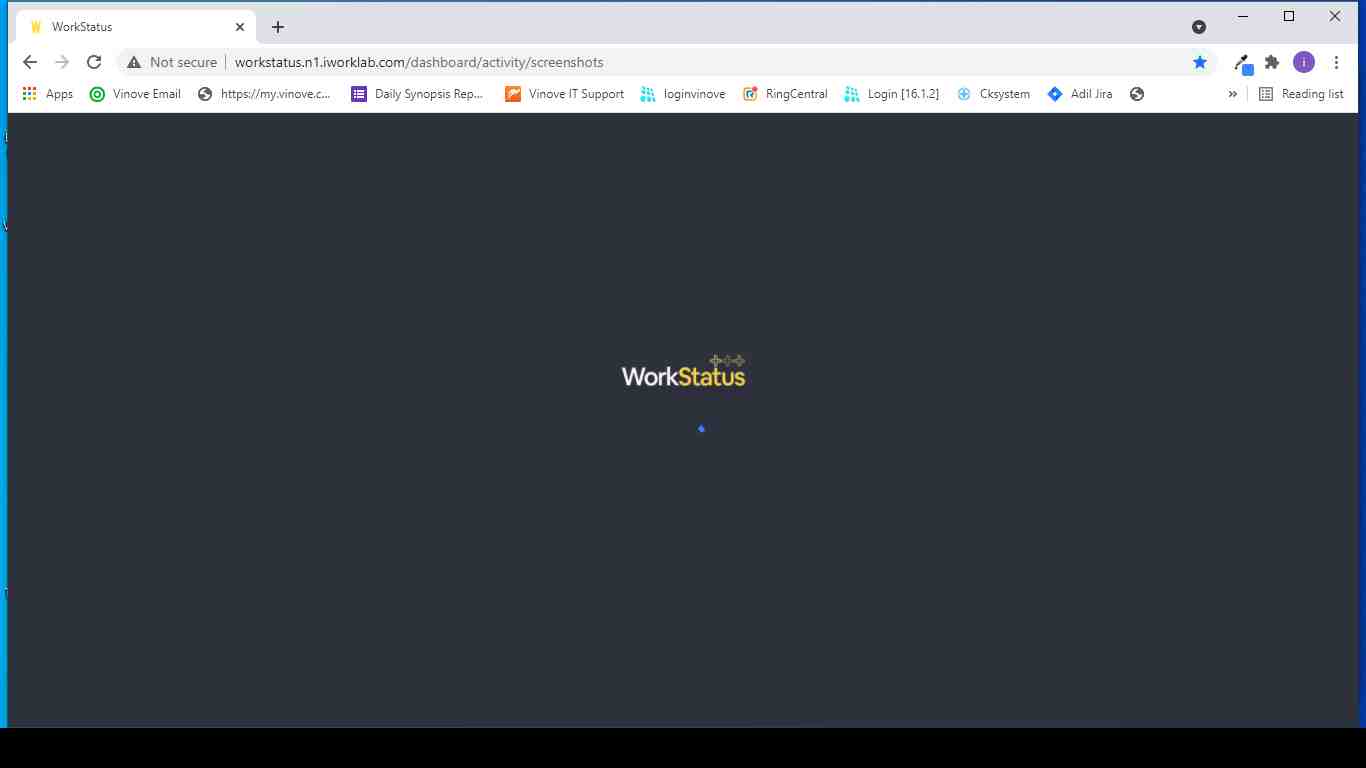 WorkStatus
Not secure workstatus.n1.iworklab.com/dashboard/activity/screenshots
i
Apps Vinove Email https://my.vinove.c... Daily Synopsis Rep... Vinove IT Support loginvinove RingCentral Login [16.1.2] Cksystem Adil Jira » Reading list
WorkStatus